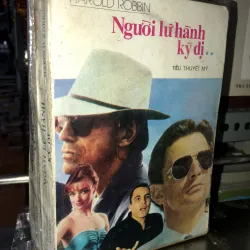 HAROLD ROBBIN
Người lữ hành
kỳ dị..
TIỂU THUYẾT MỸ